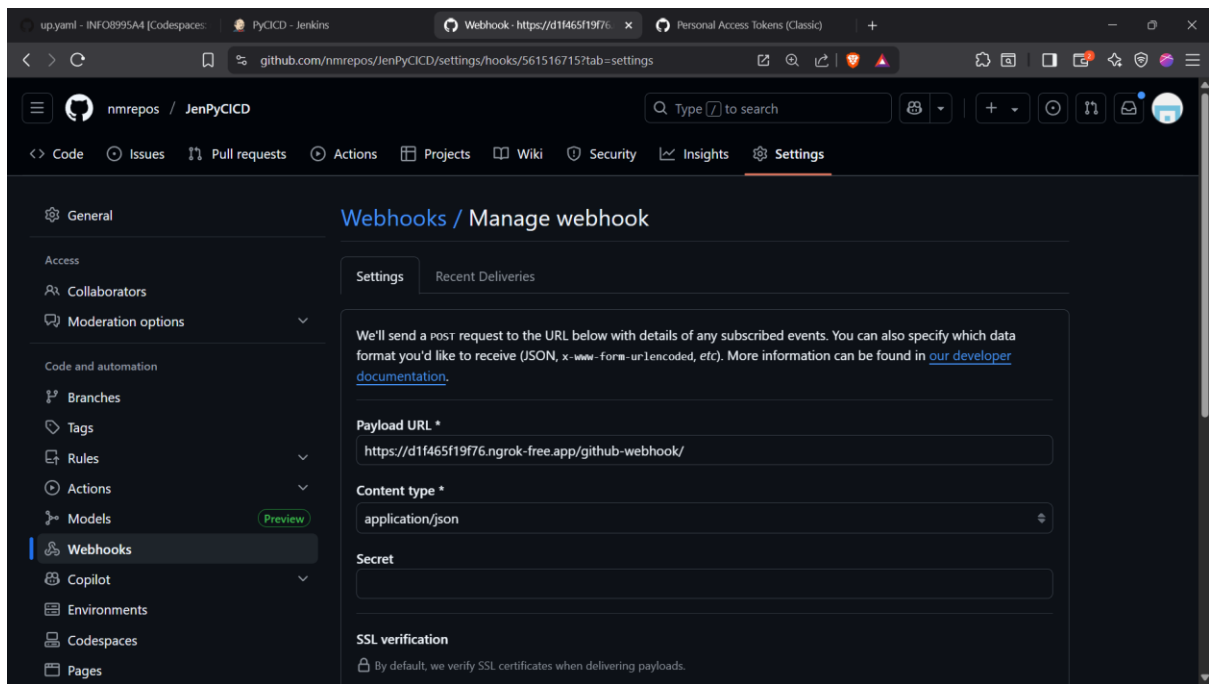 up.yaml - INFO8995A4 [Codespaces:
PyCICD - Jenkins
Webhook · https://d1f465f19f76.
Personal Access Tokens (Classic)
github.com/nmrepos/JenPyCICD/settings/hooks/561516715?tab=settings
nmrepos / JenPyCICD
Type / to search
Code
Issues
Pull requests
Actions
Projects
Wiki
Security
Insights
Settings
General
Access
Collaborators
Moderation options
Code and automation
Branches
Tags
Rules
Actions
Models Preview
Webhooks
Copilot
Environments
Codespaces
Pages
Webhooks / Manage webhook
Settings
Recent Deliveries
We'll send a POST request to the URL below with details of any subscribed events. You can also specify which data
format you'd like to receive (JSON, x-www-form-urlencoded, etc). More information can be found in our developer
documentation.
Payload URL *
https://d1f465f19f76.ngrok-free.app/github-webhook/
Content type *
application/json
Secret
SSL verification
By default, we verify SSL certificates when delivering payloads.